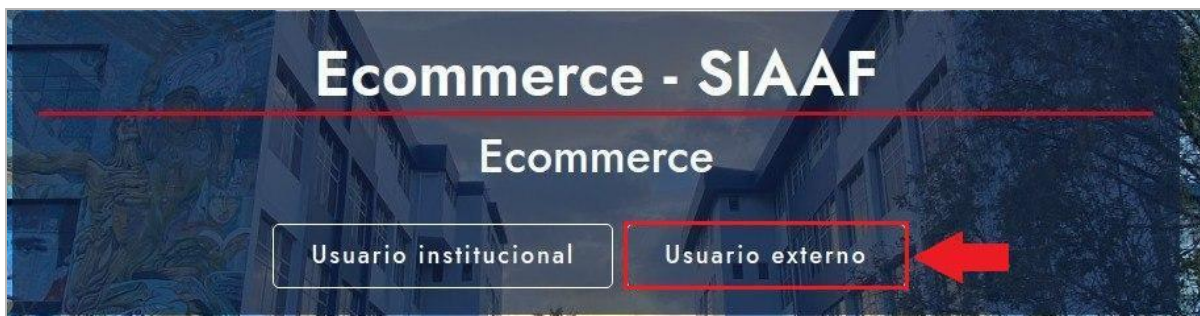 Ecommerce - SIAAF
Ecommerce
Usuario institucional
Usuario externo